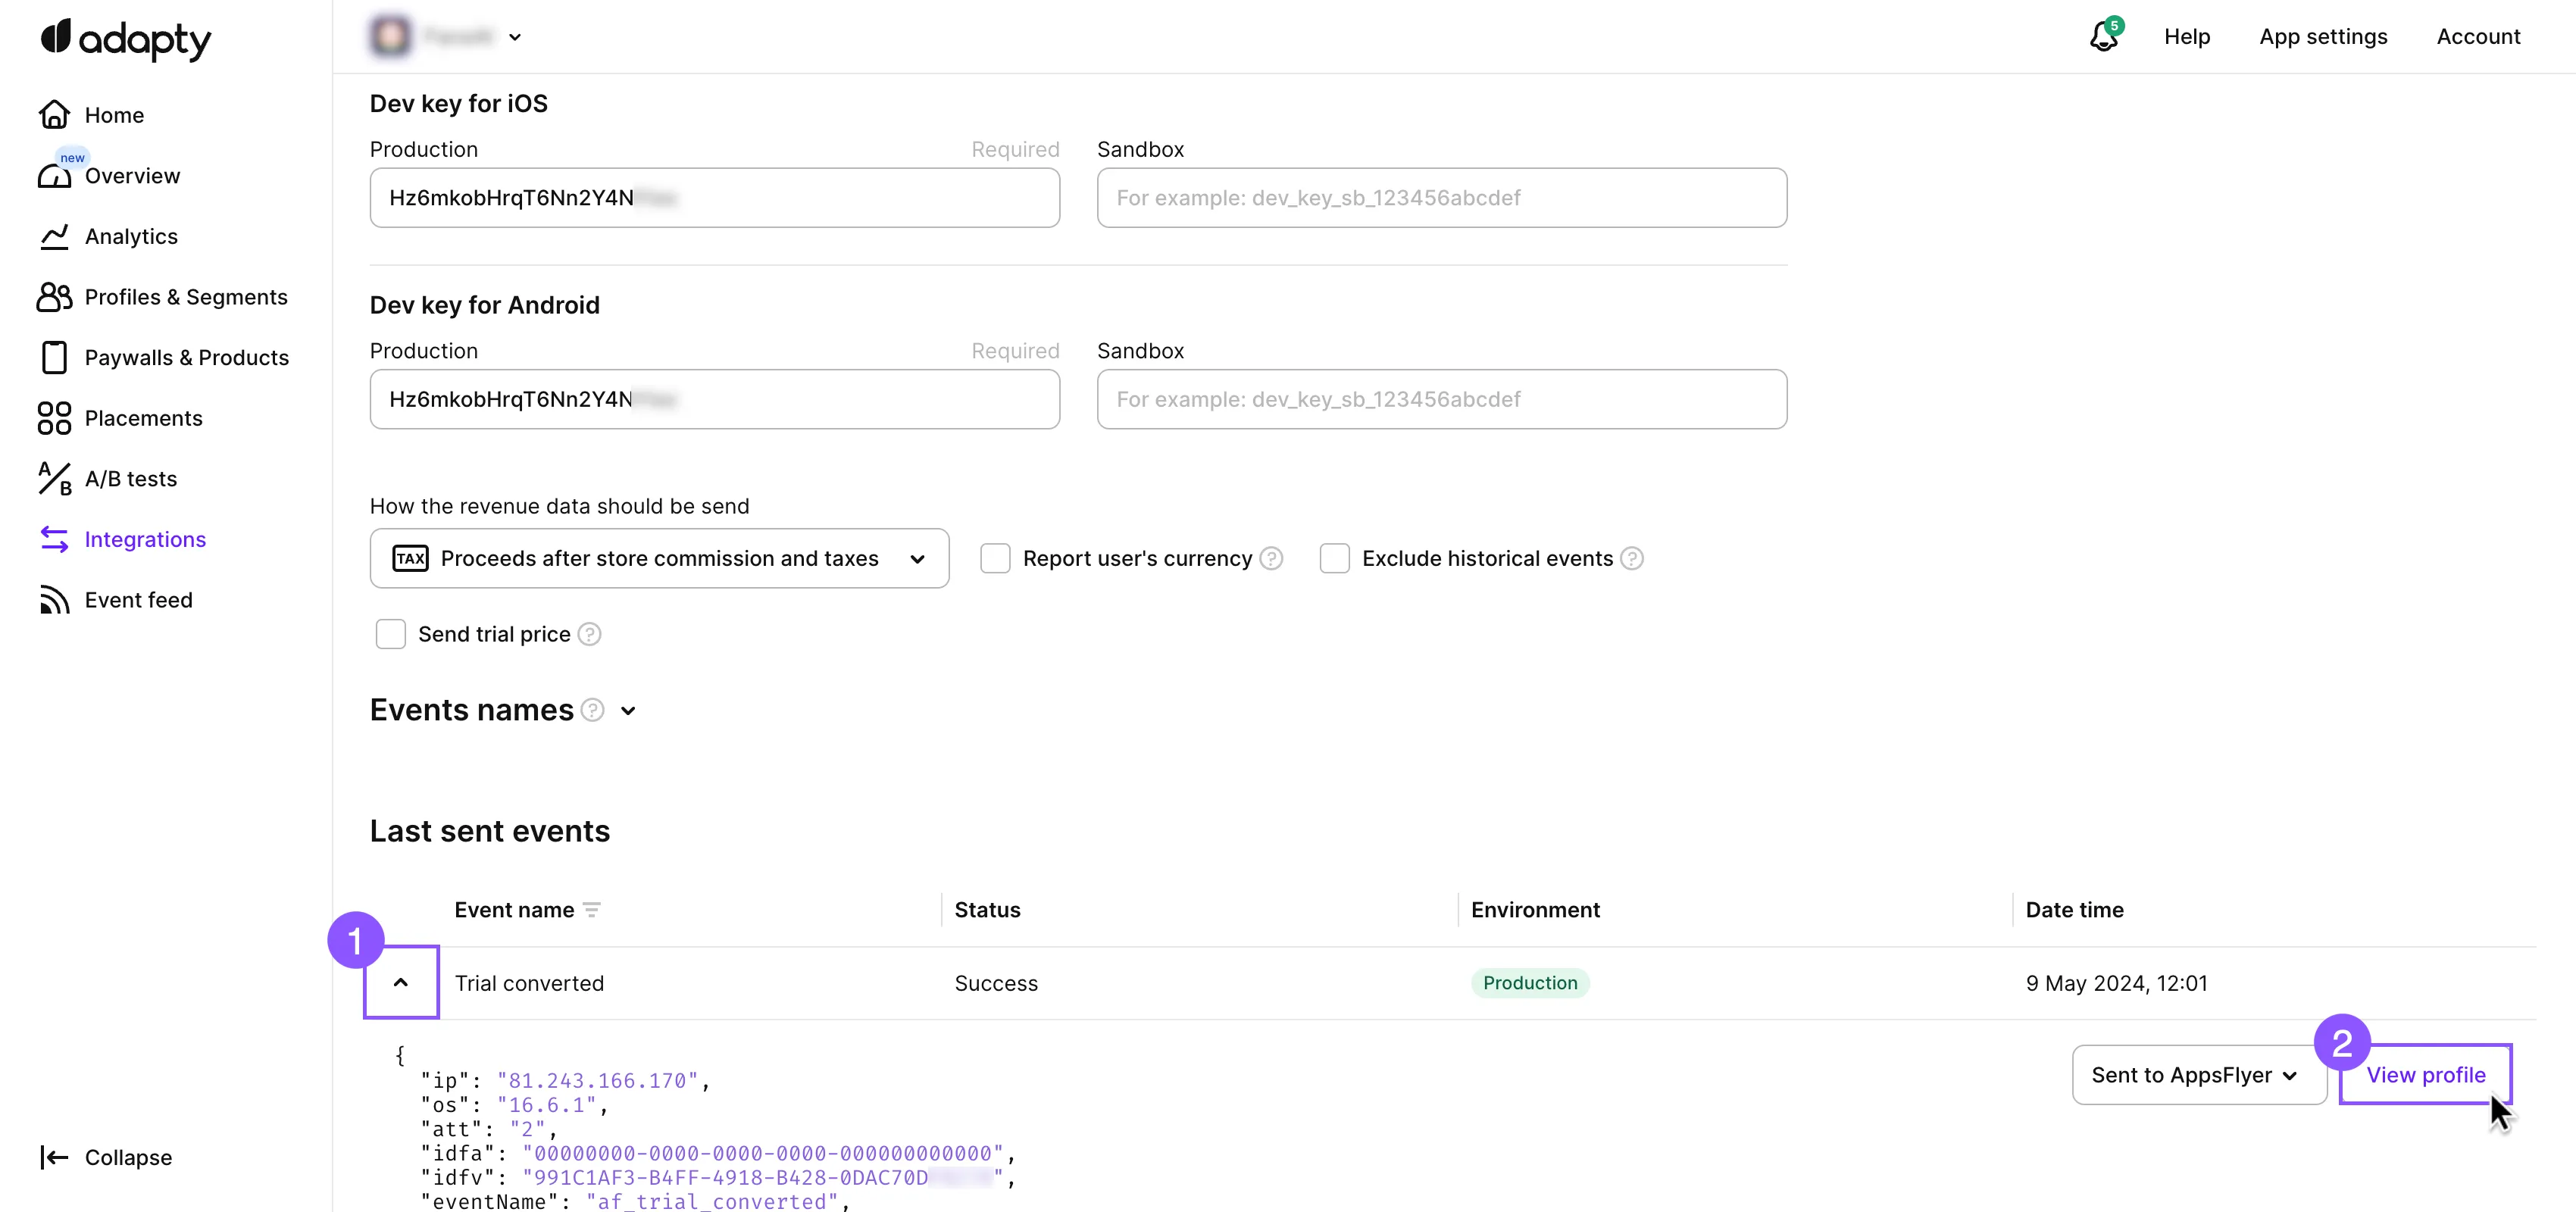 adapty
5
Help
App settings
Account
Home
new
Overview
Analytics
Profiles & Segments
Paywalls & Products
Placements
A/B tests
Integrations
Event feed
Collapse
Dev key for iOS
Production
Required
Sandbox
Hz6mkobHrqT6Nn2Y4N
For example: dev_key_sb_123456abcdef
Dev key for Android
Production
Required
Sandbox
Hz6mkobHrqT6Nn2Y4N
For example: dev_key_sb_123456abcdef
How the revenue data should be send
TAX Proceeds after store commission and taxes
Report user's currency ?
Exclude historical events ?
Send trial price ?
Events names ?
Last sent events
Event name
Status
Environment
Date time
1
Trial converted
Success
Production
9 May 2024, 12:01
2
Sent to AppsFlyer
View profile
{
"ip": "81.243.166.170",
"os": "16.6.1",
"att": "2",
"idfa": "00000000-0000-0000-0000-000000000000",
"idfv": "991C1AF3-B4FF-4918-B428-0DAC70D",
"eventName": "af_trial_converted",